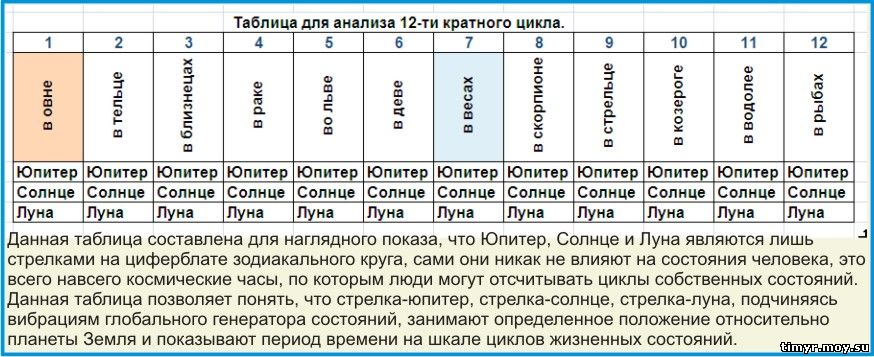 Таблица для анализа 12-ти кратного цикла.
1 2 3 4 5 6 7 8 9 10 11 12
в овне в тельце в близнецах в раке во льве в деве в весах в скорпионе в стрельце в козероге в водолее в рыбах
Юпитер Юпитер Юпитер Юпитер Юпитер Юпитер Юпитер Юпитер Юпитер Юпитер Юпитер Юпитер
Солнце Солнце Солнце Солнце Солнце Солнце Солнце Солнце Солнце Солнце Солнце Солнце
Луна Луна Луна Луна Луна Луна Луна Луна Луна Луна Луна Луна
Данная таблица составлена для наглядного показа, что Юпитер, Солнце и Луна являются лишь
стрелками на циферблате зодиакального круга, сами они никак не влияют на состояния человека, это
всего навсего космические часы, по которым люди могут отсчитывать циклы собственных состояний.
Данная таблица позволяет понять, что стрелка-юпитер, стрелка-солнце, стрелка-луна, подчиняясь
вибрациям глобального генератора состояний, занимают определенное положение относительно
планеты Земля и показывают период времени на шкале циклов жизненных состояний.
timyr.moy.su